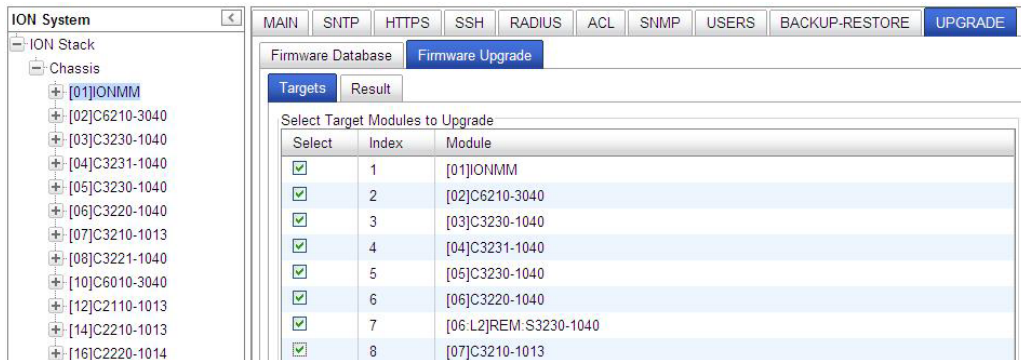 ION System
ION Stack
Chassis
[01]IONMM
[02]C6210-3040
[03]C3230-1040
[04]C3231-1040
[05]C3230-1040
[06]C3220-1040
[07]C3210-1013
[08]C3221-1040
[10]C6010-3040
[12]C2110-1013
[14]C2210-1013
[16]C2220-1014
MAIN SNTP HTTPS SSH RADIUS ACL SNMP USERS BACKUP-RESTORE UPGRADE
Firmware Database Firmware Upgrade
Targets Result
Select Target Modules to Upgrade
Select Index Module
1 [01]IONMM
2 [02]C6210-3040
3 [03]C3230-1040
4 [04]C3231-1040
5 [05]C3230-1040
6 [06]C3220-1040
7 [06:L2]REM:S3230-1040
8 [07]C3210-1013